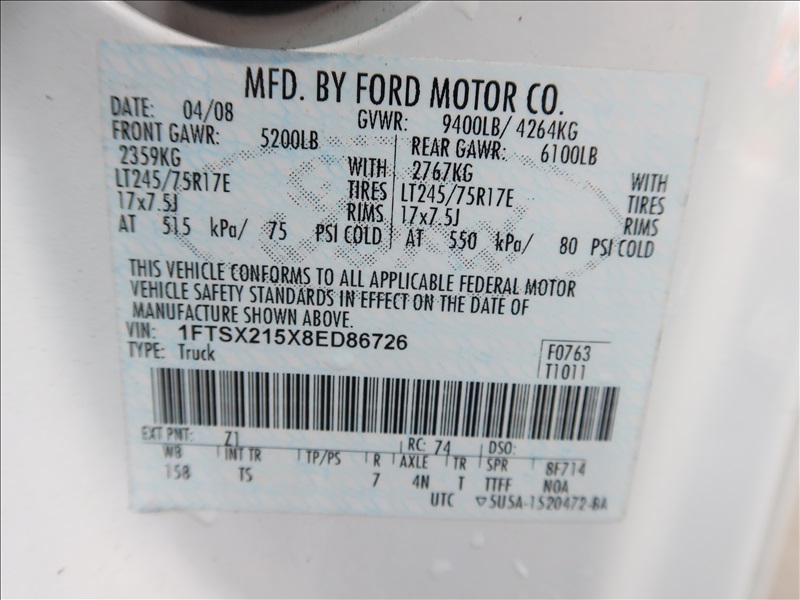 MFD. BY FORD MOTOR CO.
DATE: 04/08 GVWR: 9400LB/ 4264KG
FRONT GAWR: 5200LB REAR GAWR: 6100LB
2359KG WITH 2767KG WITH
LT245/75R17E TIRES LT245/75R17E TIRES
17x7.5J RIMS 17x7.5J RIMS
AT 515 kPa/ 75 PSI COLD AT 550 kPa/ 80 PSI COLD
THIS VEHICLE CONFORMS TO ALL APPLICABLE FEDERAL MOTOR
VEHICLE SAFETY STANDARDS IN EFFECT ON THE DATE OF
MANUFACTURE SHOWN ABOVE.
VIN: 1FTSX215X8ED86726
TYPE: Truck F0763
T1011
EXT PNT: Z1 RC: 74 DSO:
WB INT TR TP/PS R AXLE TR SPR 8F714
158 TS 7 4N T TTFF NOA
UTC ▽5U5A-1520472-BA